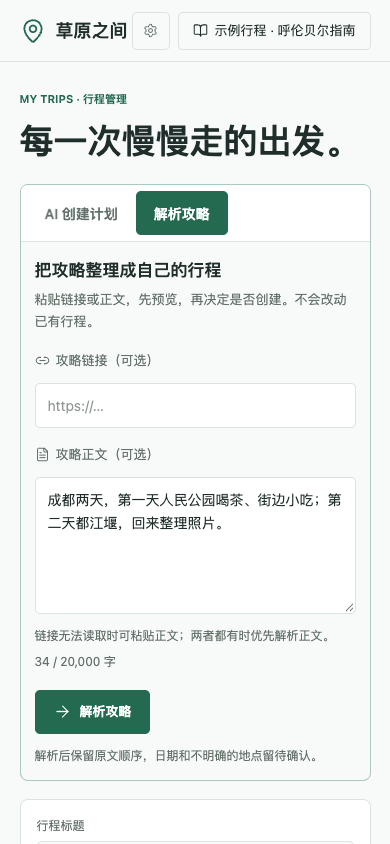 草原之间
示例行程 · 呼伦贝尔指南
MY TRIPS · 行程管理
每一次慢慢走的出发。
AI 创建计划
解析攻略
把攻略整理成自己的行程
粘贴链接或正文，先预览，再决定是否创建。不会改动
已有行程。
攻略链接（可选）
https://...
攻略正文（可选）
成都两天，第一天人民公园喝茶、街边小吃；第
二天都江堰，回来整理照片。
链接无法读取时可粘贴正文；两者都有时优先解析正文。
34 / 20,000 字
解析攻略
解析后保留原文顺序，日期和不明确的地点留待确认。
行程标题